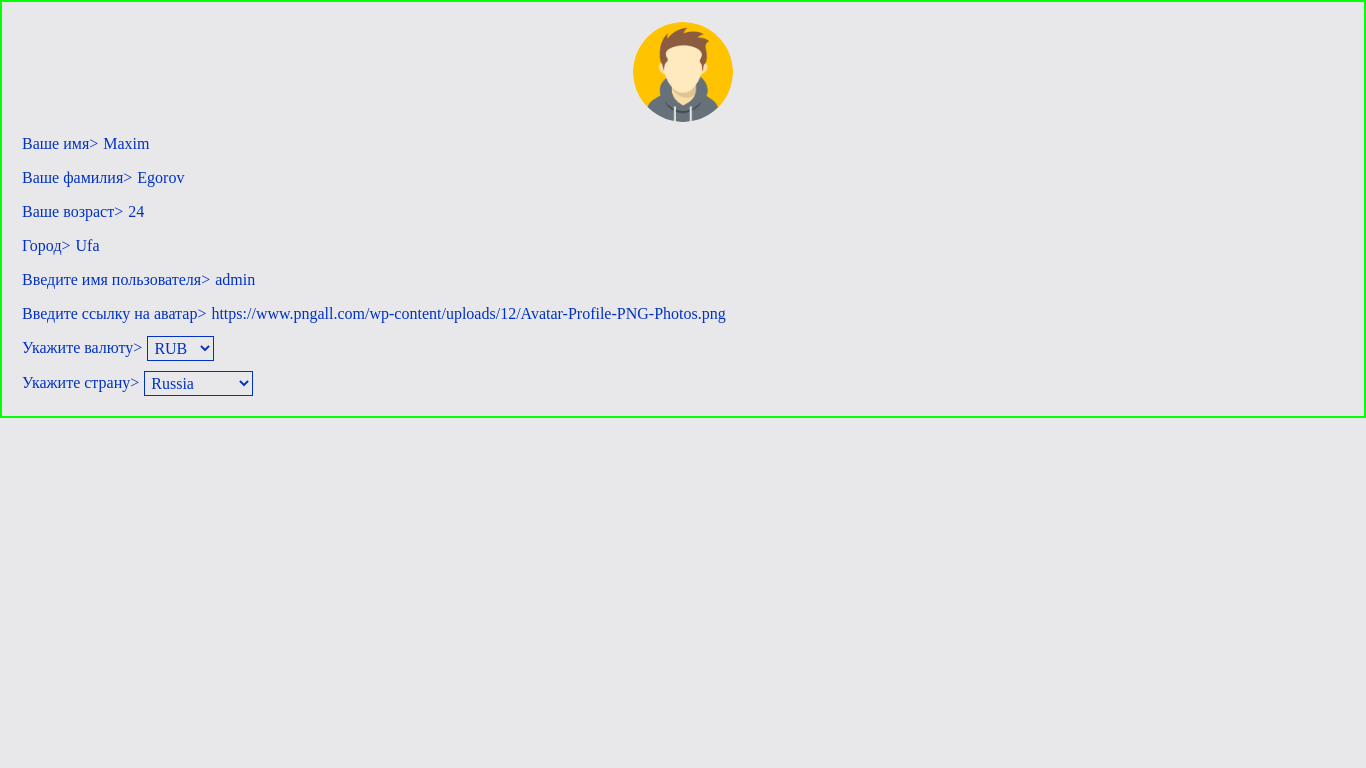 Ваше имя> Maxim
Ваше фамилия> Egorov
Ваше возраст> 24
Город> Ufa
Введите имя пользователя> admin
Введите ссылку на аватар> https://www.pngall.com/wp-content/uploads/12/Avatar-Profile-PNG-Photos.png
Укажите валюту> RUB
Укажите страну> Russia